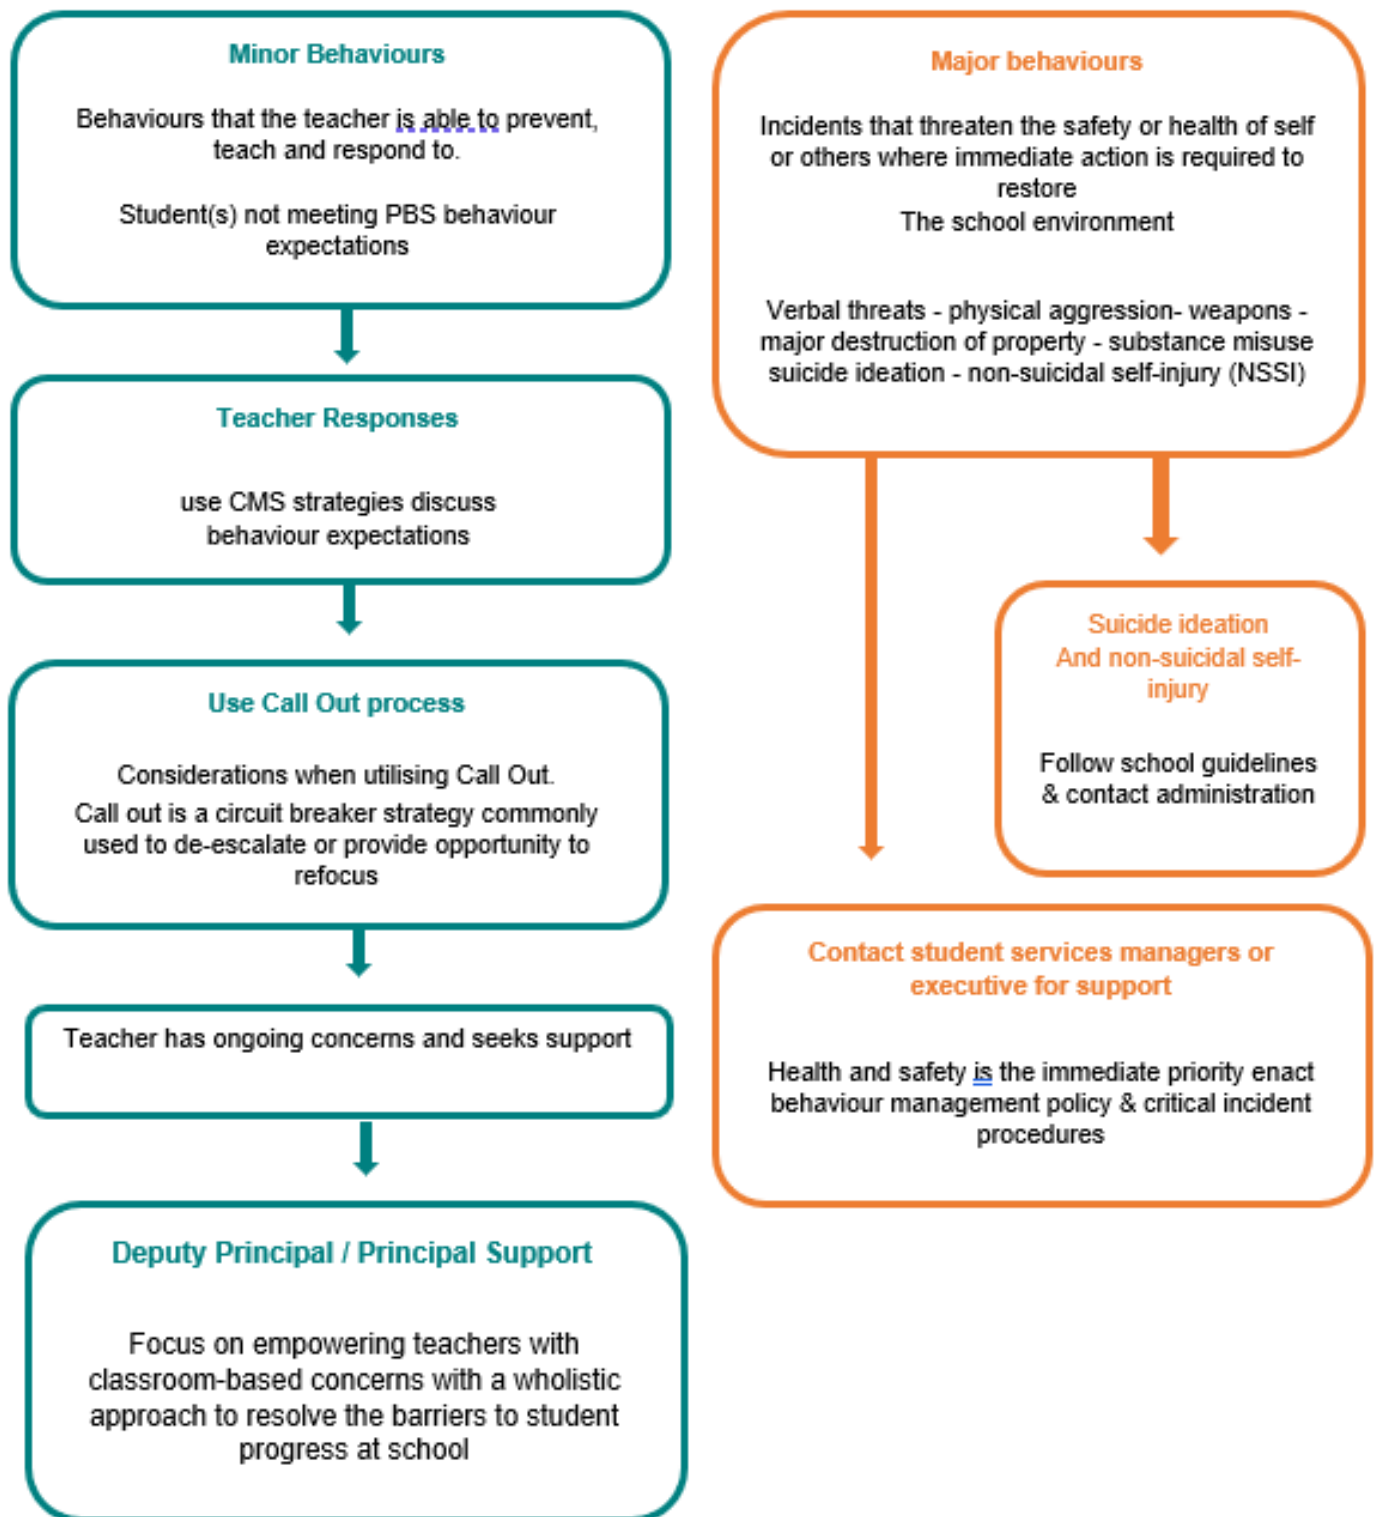 Minor Behaviours
Behaviours that the teacher is able to prevent,
teach and respond to.
Student(s) not meeting PBS behaviour
expectations
Teacher Responses
use CMS strategies discuss
behaviour expectations
Use Call Out process
Considerations when utilising Call Out.
Call out is a circuit breaker strategy commonly
used to de-escalate or provide opportunity to
refocus
Teacher has ongoing concerns and seeks support
Deputy Principal / Principal Support
Focus on empowering teachers with
classroom-based concerns with a wholistic
approach to resolve the barriers to student
progress at school
Major behaviours
Incidents that threaten the safety or health of self
or others where immediate action is required to
restore
The school environment
Verbal threats - physical aggression- weapons -
major destruction of property - substance misuse
suicide ideation - non-suicidal self-injury (NSSI)
Suicide ideation
And non-suicidal self-
injury
Follow school guidelines
& contact administration
Contact student services managers or
executive for support
Health and safety is the immediate priority enact
behaviour management policy & critical incident
procedures